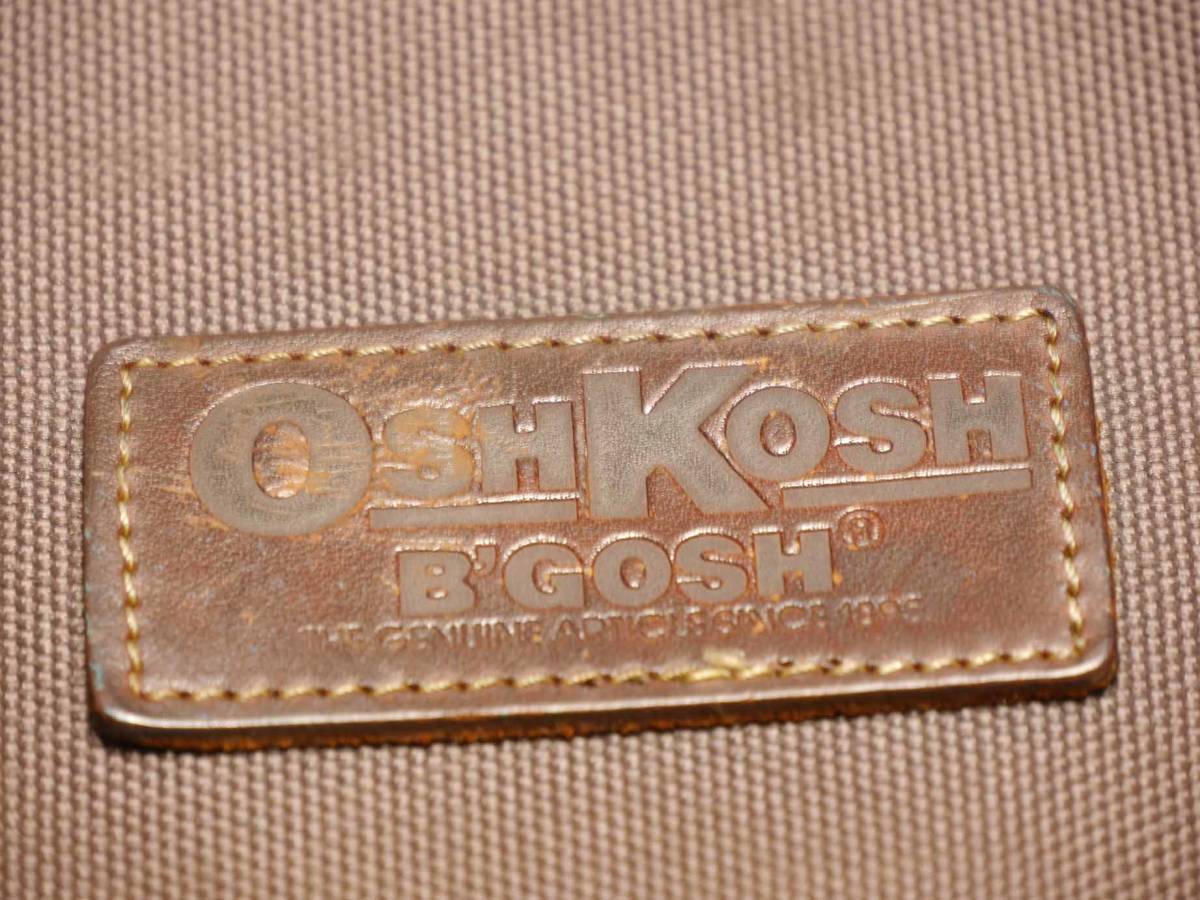 OSHKOSH
B'GOSH®
THE GENUINE ARTICLE SINCE 1895